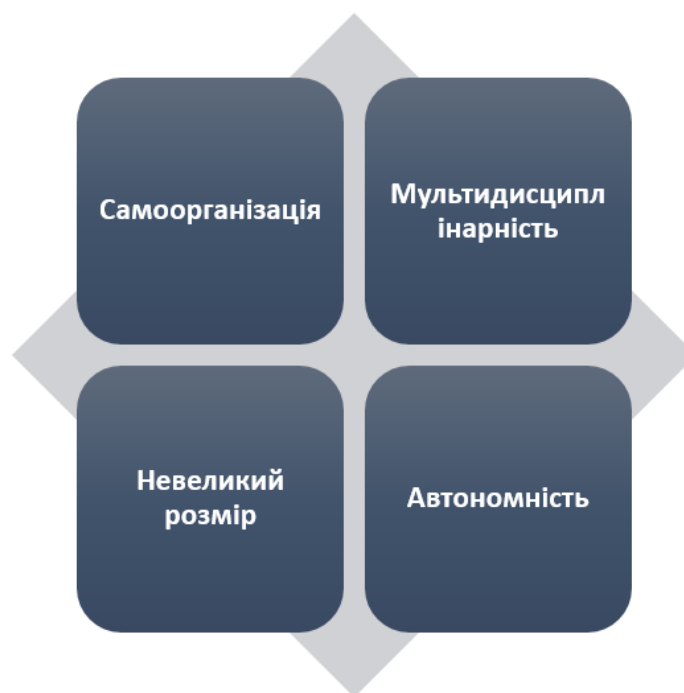 Самоорганізація
Мультидисципл
інарність
Невеликий
розмір
Автономність